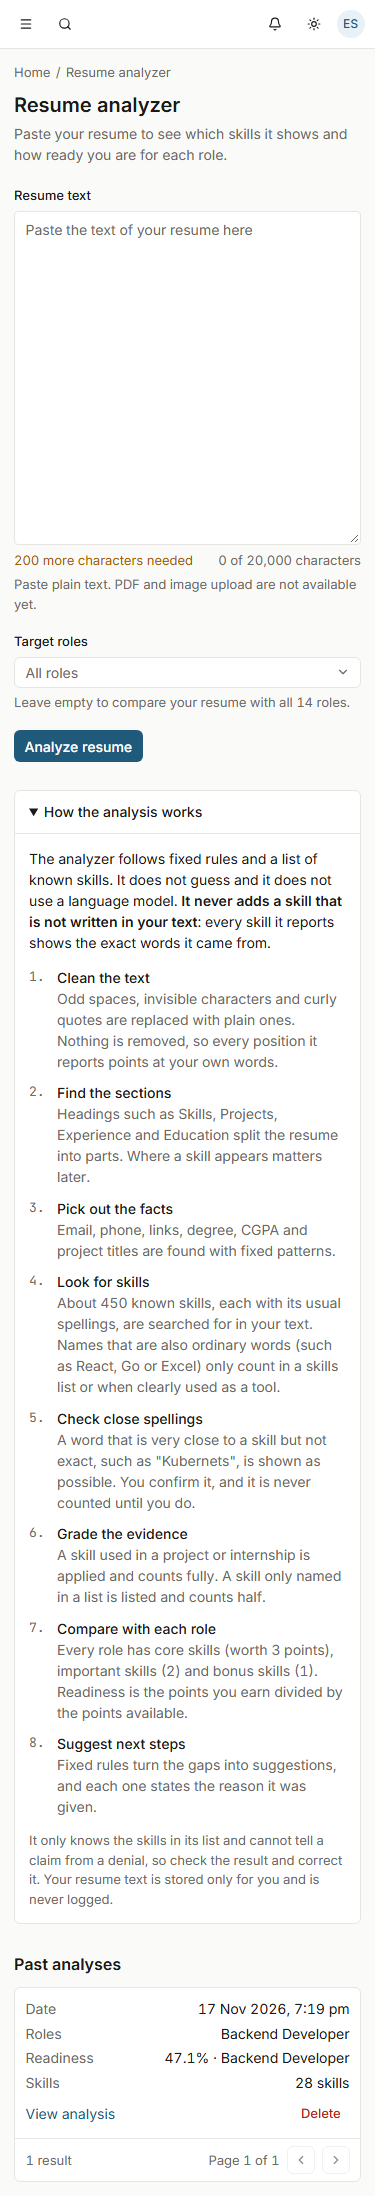 ES
Home / Resume analyzer
Resume analyzer
Paste your resume to see which skills it shows and
how ready you are for each role.
Resume text
Paste the text of your resume here
200 more characters needed 0 of 20,000 characters
Paste plain text. PDF and image upload are not available
yet.
Target roles
All roles
Leave empty to compare your resume with all 14 roles.
Analyze resume
How the analysis works
The analyzer follows fixed rules and a list of
known skills. It does not guess and it does not
use a language model. It never adds a skill that
is not written in your text: every skill it reports
shows the exact words it came from.
1. Clean the text
Odd spaces, invisible characters and curly
quotes are replaced with plain ones.
Nothing is removed, so every position it
reports points at your own words.
2. Find the sections
Headings such as Skills, Projects,
Experience and Education split the resume
into parts. Where a skill appears matters
later.
3. Pick out the facts
Email, phone, links, degree, CGPA and
project titles are found with fixed patterns.
4. Look for skills
About 450 known skills, each with its usual
spellings, are searched for in your text.
Names that are also ordinary words (such
as React, Go or Excel) only count in a skills
list or when clearly used as a tool.
5. Check close spellings
A word that is very close to a skill but not
exact, such as "Kubernets", is shown as
possible. You confirm it, and it is never
counted until you do.
6. Grade the evidence
A skill used in a project or internship is
applied and counts fully. A skill only named
in a list is listed and counts half.
7. Compare with each role
Every role has core skills (worth 3 points),
important skills (2) and bonus skills (1).
Readiness is the points you earn divided by
the points available.
8. Suggest next steps
Fixed rules turn the gaps into suggestions,
and each one states the reason it was
given.
It only knows the skills in its list and cannot tell a
claim from a denial, so check the result and correct
it. Your resume text is stored only for you and is
never logged.
Past analyses
Date 17 Nov 2026, 7:19 pm
Roles Backend Developer
Readiness 47.1% · Backend Developer
Skills 28 skills
View analysis Delete
1 result Page 1 of 1